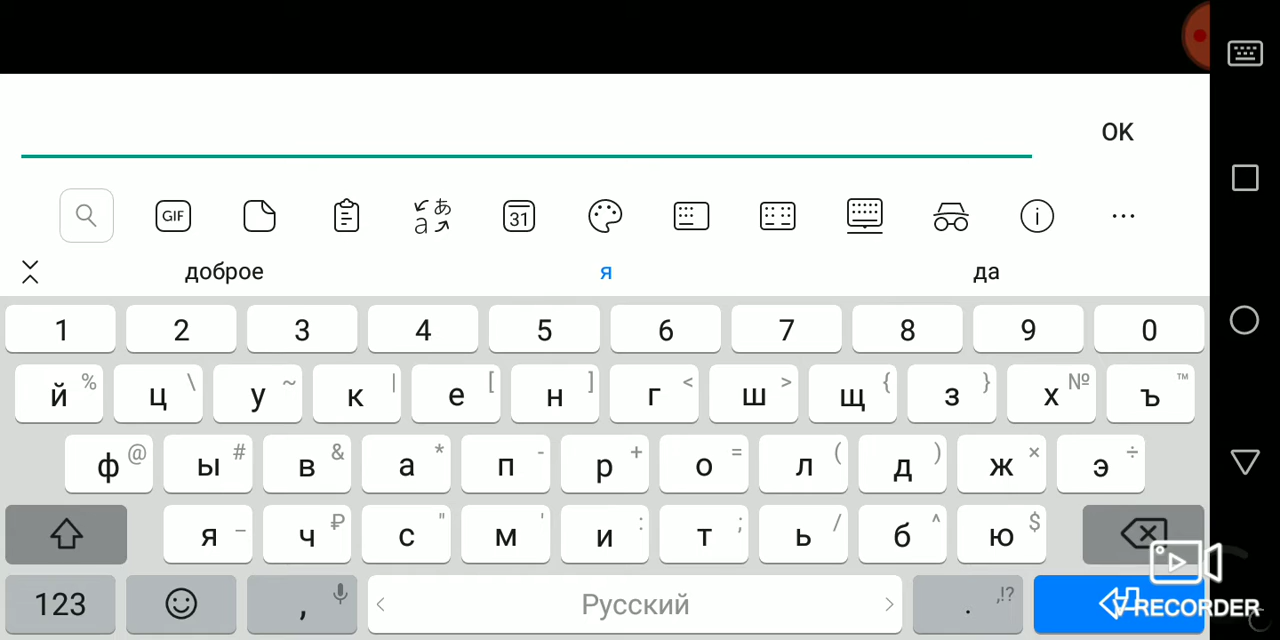 OK
GIF
a あ
31
доброе я да
1 2 3 4 5 6 7 8 9 0
й % ц \ у ~ к | е [ н ] г < ш > щ { з } х № ъ ™
ф @ ы # в & а * п - р + о = л ( д ) ж × э ÷
я _ ч ₽ с " м ' и : т ; ь / б ^ ю $
123 , < Русский > . ,!?
V RECORDER